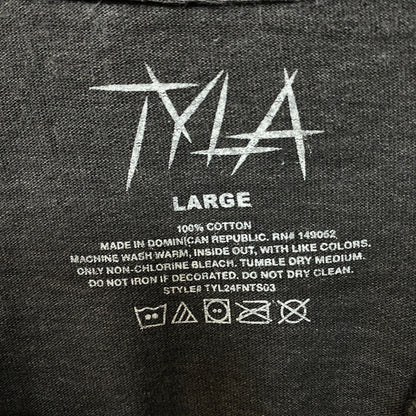 TYLA
LARGE
100% COTTON
MADE IN DOMINICAN REPUBLIC. RN# 149052
MACHINE WASH WARM, INSIDE OUT, WITH LIKE COLORS.
ONLY NON-CHLORINE BLEACH. TUMBLE DRY MEDIUM.
DO NOT IRON IF DECORATED. DO NOT DRY CLEAN.
STYLE# TYL24FNTS03